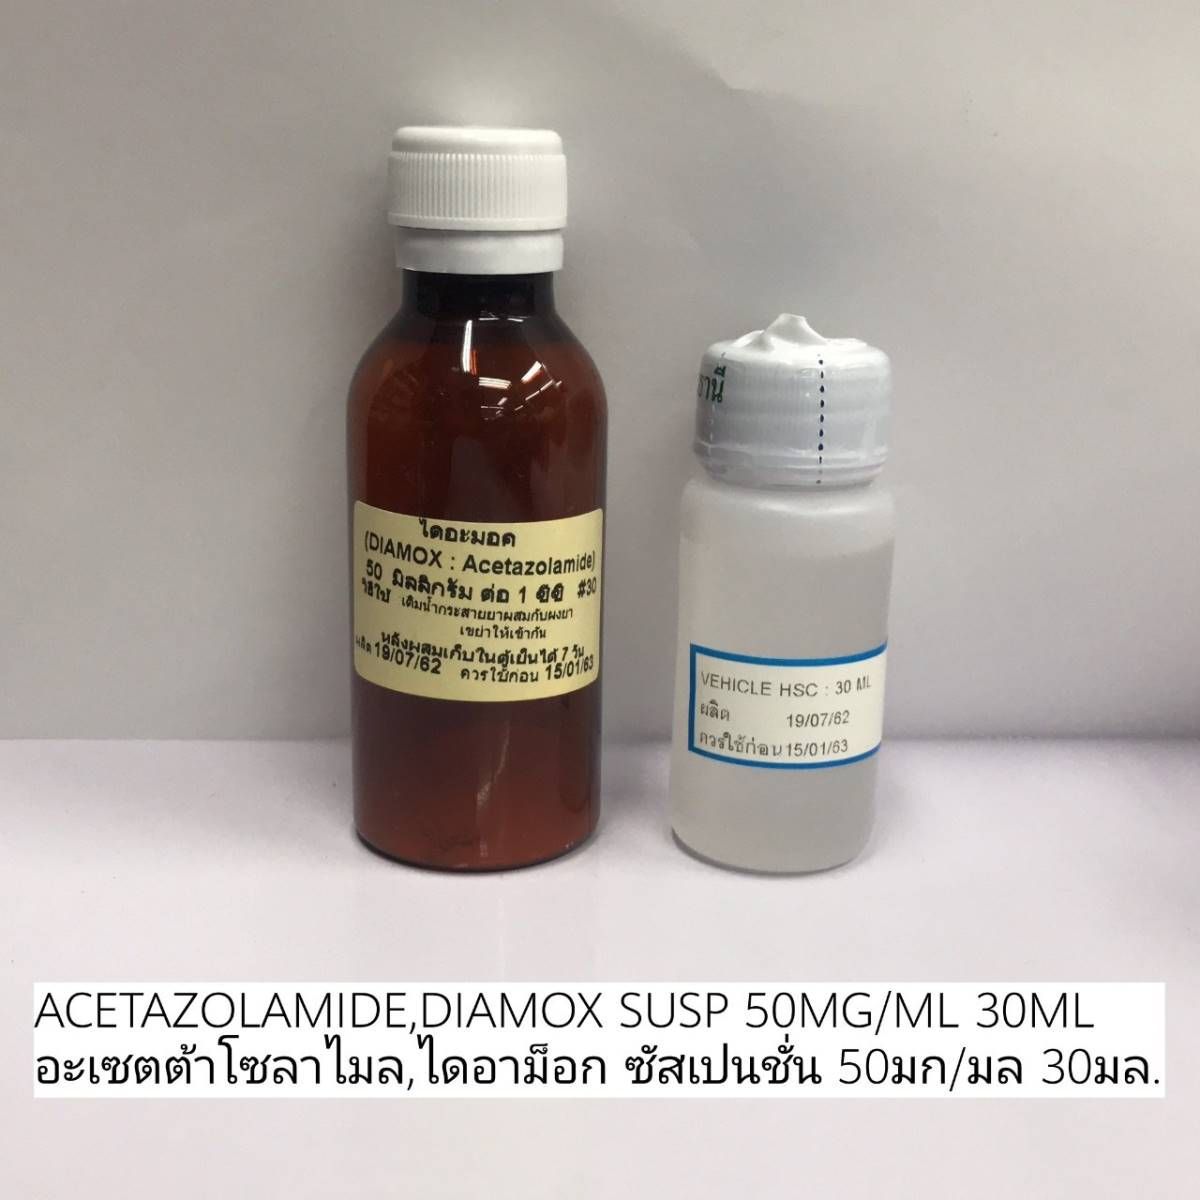 ไดอะมอค
(DIAMOX : Acetazolamide)
50 มิลลิกรัม ต่อ 1 ซีซี #30
วิธีใช้ เติมน้ำกระสายยาผสมกับผงยา
เขย่าให้เข้ากัน
หลังผสมเก็บในตู้เย็นได้ 7 วัน
ผลิต 19/07/62 ควรใช้ก่อน 15/01/63
VEHICLE HSC : 30 ML
ผลิต 19/07/62
ควรใช้ก่อน 15/01/63
ACETAZOLAMIDE,DIAMOX SUSP 50MG/ML 30ML
อะเซตต้าโซลาไมล,ไดอาม็อก ซัสเปนชั่น 50มก/มล 30มล.